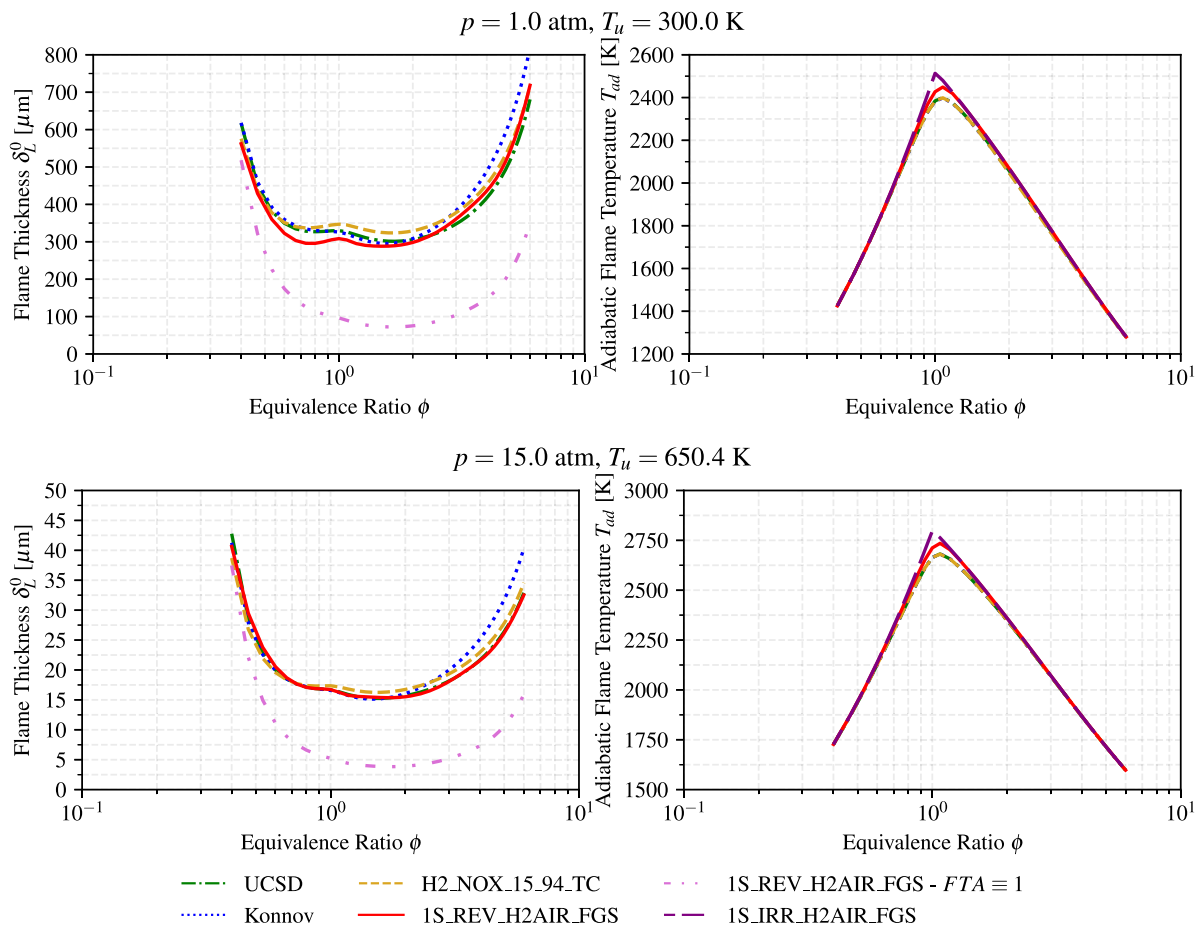 p = 1.0 atm, T_u = 300.0 K
Flame Thickness δ_L^0 [μm]
800
700
600
500
400
300
200
100
0
10^−1
10^0
10^1
Equivalence Ratio ϕ
Adiabatic Flame Temperature T_ad [K]
2600
2400
2200
2000
1800
1600
1400
1200
10^−1
10^0
10^1
Equivalence Ratio ϕ
p = 15.0 atm, T_u = 650.4 K
Flame Thickness δ_L^0 [μm]
50
45
40
35
30
25
20
15
10
5
0
10^−1
10^0
10^1
Equivalence Ratio ϕ
Adiabatic Flame Temperature T_ad [K]
3000
2750
2500
2250
2000
1750
1500
10^−1
10^0
10^1
Equivalence Ratio ϕ
UCSD
Konnov
H2_NOX_15_94_TC
1S_REV_H2AIR_FGS
1S_REV_H2AIR_FGS - FTA ≡ 1
1S_IRR_H2AIR_FGS